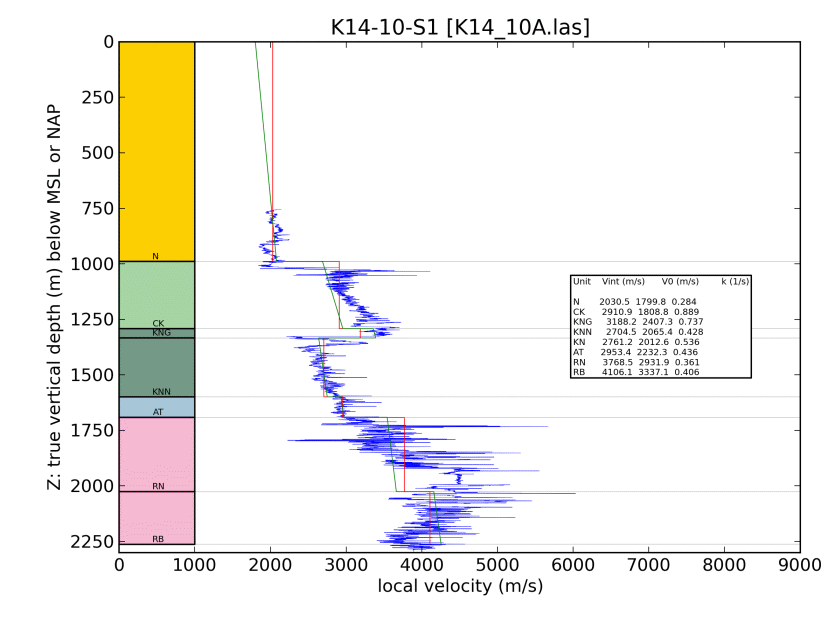 K14-10-S1 [K14_10A.las]
Z: true vertical depth (m) below MSL or NAP
0
250
500
750
1000
1250
1500
1750
2000
2250
N
CK
KNG
KNN
AT
RN
RB
Unit Vint (m/s) V0 (m/s) k (1/s)
N 2030.5 1799.8 0.284
CK 2910.9 1808.8 0.889
KNG 3188.2 2407.3 0.737
KNN 2704.5 2065.4 0.428
KN 2761.2 2012.6 0.536
AT 2953.4 2232.3 0.436
RN 3768.5 2931.9 0.361
RB 4106.1 3337.1 0.406
0 1000 2000 3000 4000 5000 6000 7000 8000 9000
local velocity (m/s)